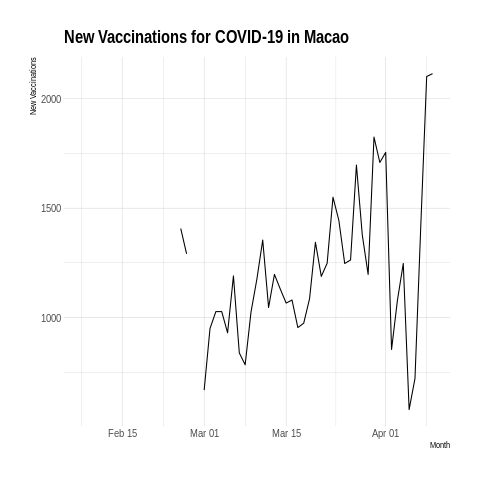 New Vaccinations for COVID-19 in Macao
New Vaccinations
2000
1500
1000
Feb 15
Mar 01
Mar 15
Apr 01
Month